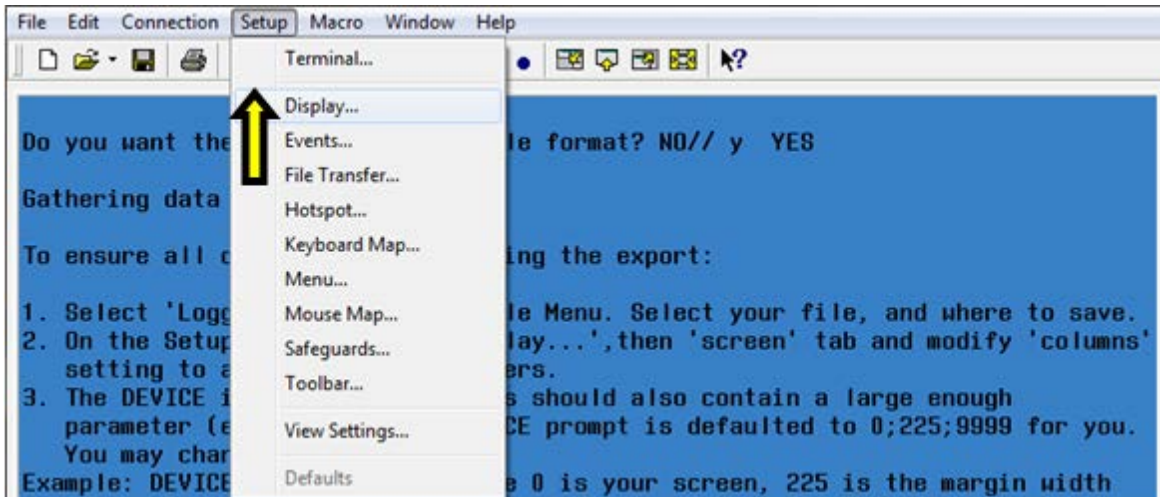 File Edit Connection Setup Macro Window Help
Terminal...
Display...
Events...
File Transfer...
Hotspot...
Keyboard Map...
Menu...
Mouse Map...
Safeguards...
Toolbar...
View Settings...
Defaults
Do you want the le format? NO// y YES
Gathering data
To ensure all ing the export:
1. Select 'Logg le Menu. Select your file, and where to save.
2. On the Setup lay...',then 'screen' tab and modify 'columns'
setting to a ers.
3. The DEVICE i s should also contain a large enough
parameter (e CE prompt is defaulted to 0;225;9999 for you.
You may char
Example: DEVICE e 0 is your screen, 225 is the margin width